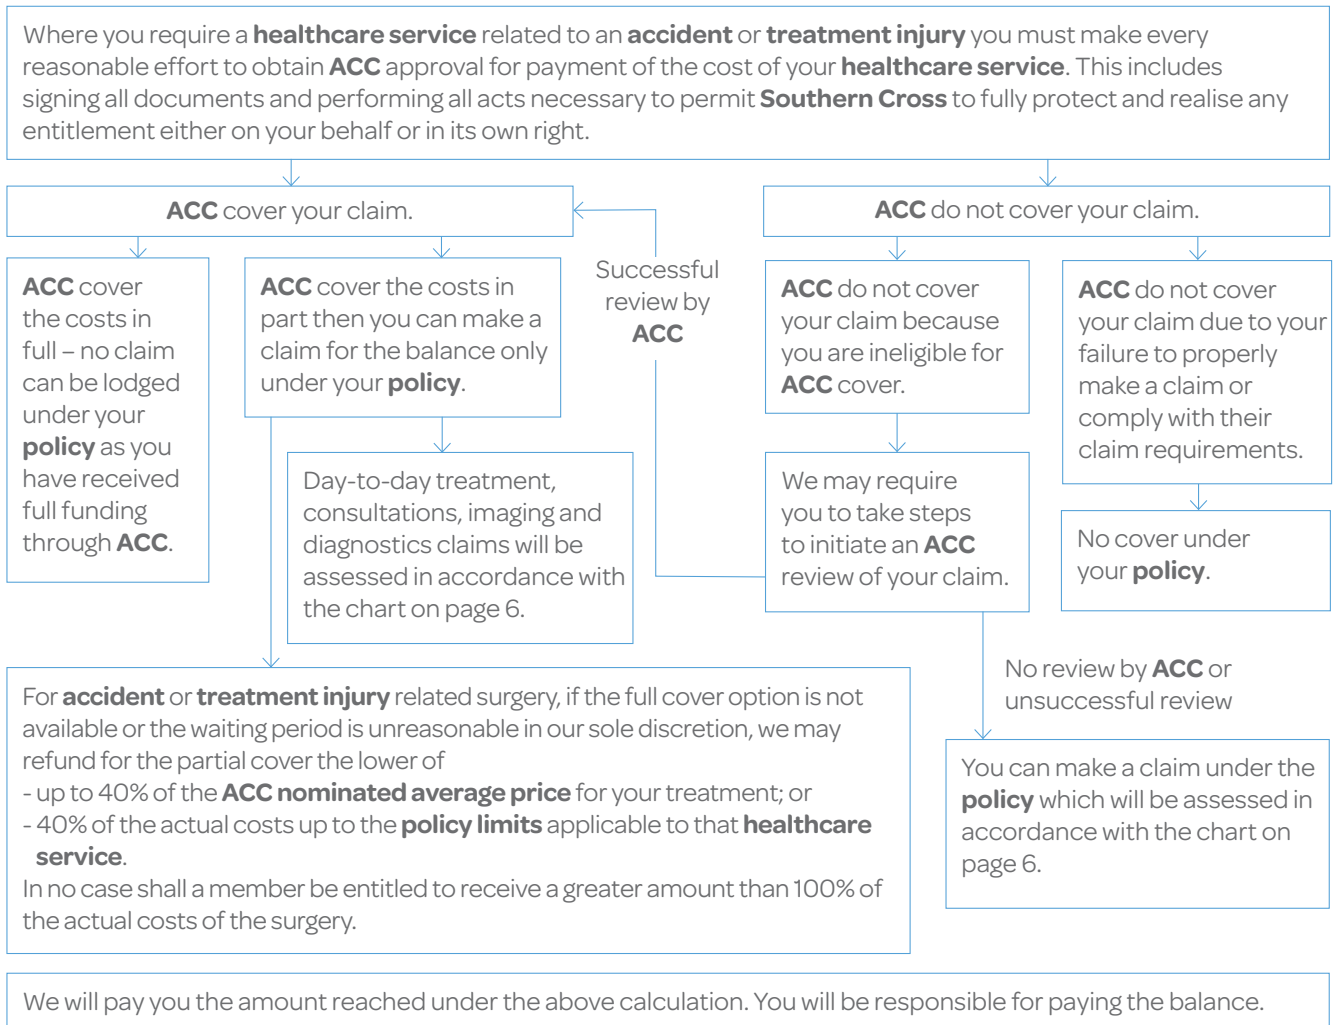 Where you require a healthcare service related to an accident or treatment injury you must make every
reasonable effort to obtain ACC approval for payment of the cost of your healthcare service. This includes
signing all documents and performing all acts necessary to permit Southern Cross to fully protect and realise any
entitlement either on your behalf or in its own right.
ACC cover your claim.
ACC do not cover your claim.
ACC cover
the costs in
full – no claim
can be lodged
under your
policy as you
have received
full funding
through ACC.
ACC cover the costs in
part then you can make a
claim for the balance only
under your policy.
Successful
review by
ACC
ACC do not cover
your claim because
you are ineligible for
ACC cover.
ACC do not cover
your claim due to your
failure to properly
make a claim or
comply with their
claim requirements.
Day-to-day treatment,
consultations, imaging and
diagnostics claims will be
assessed in accordance with
the chart on page 6.
We may require
you to take steps
to initiate an ACC
review of your claim.
No cover under
your policy.
For accident or treatment injury related surgery, if the full cover option is not
available or the waiting period is unreasonable in our sole discretion, we may
refund for the partial cover the lower of
- up to 40% of the ACC nominated average price for your treatment; or
- 40% of the actual costs up to the policy limits applicable to that healthcare
service.
In no case shall a member be entitled to receive a greater amount than 100% of
the actual costs of the surgery.
No review by ACC or
unsuccessful review
You can make a claim under the
policy which will be assessed in
accordance with the chart on
page 6.
We will pay you the amount reached under the above calculation. You will be responsible for paying the balance.